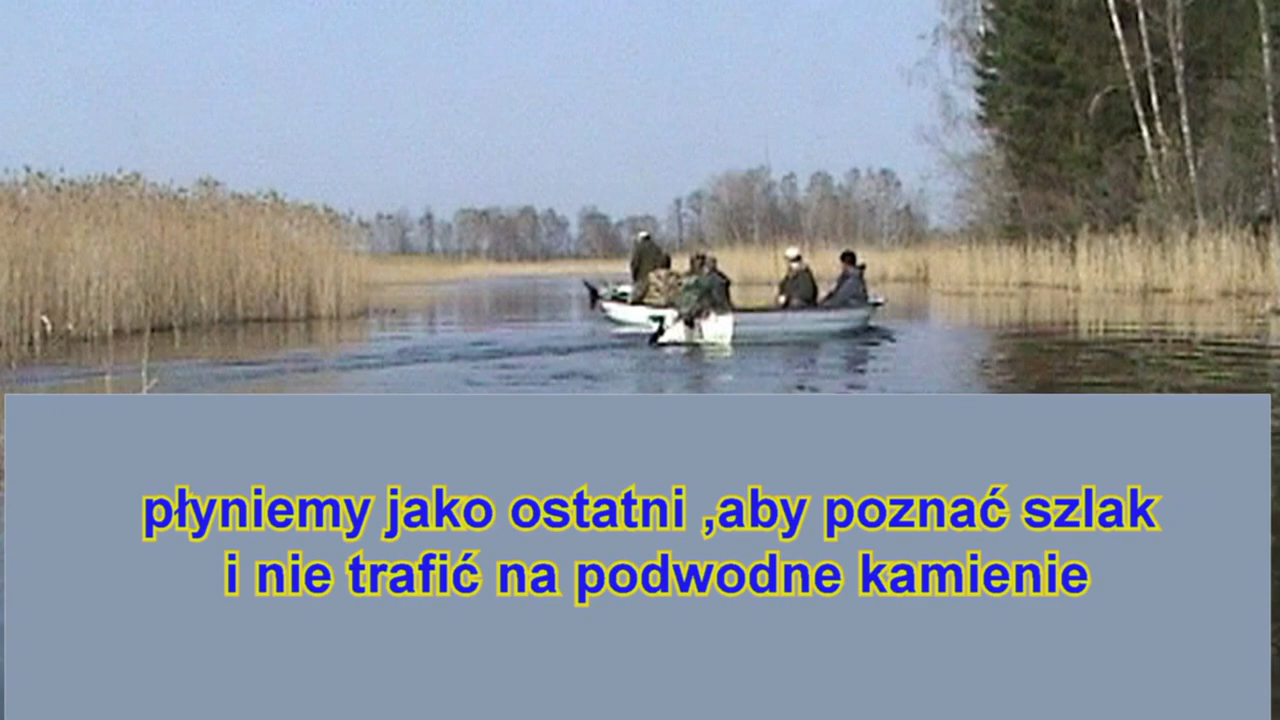 płyniemy jako ostatni ,aby poznać szlak
i nie trafić na podwodne kamienie